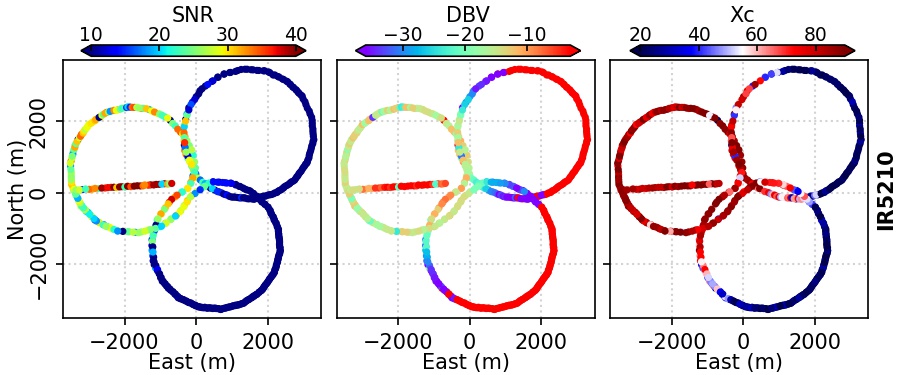 SNR
10 20 30 40
DBV
−30 −20 −10
Xc
20 40 60 80
North (m)
2000
0
−2000
−2000 0 2000
East (m)
−2000 0 2000
East (m)
−2000 0 2000
East (m)
IR5210